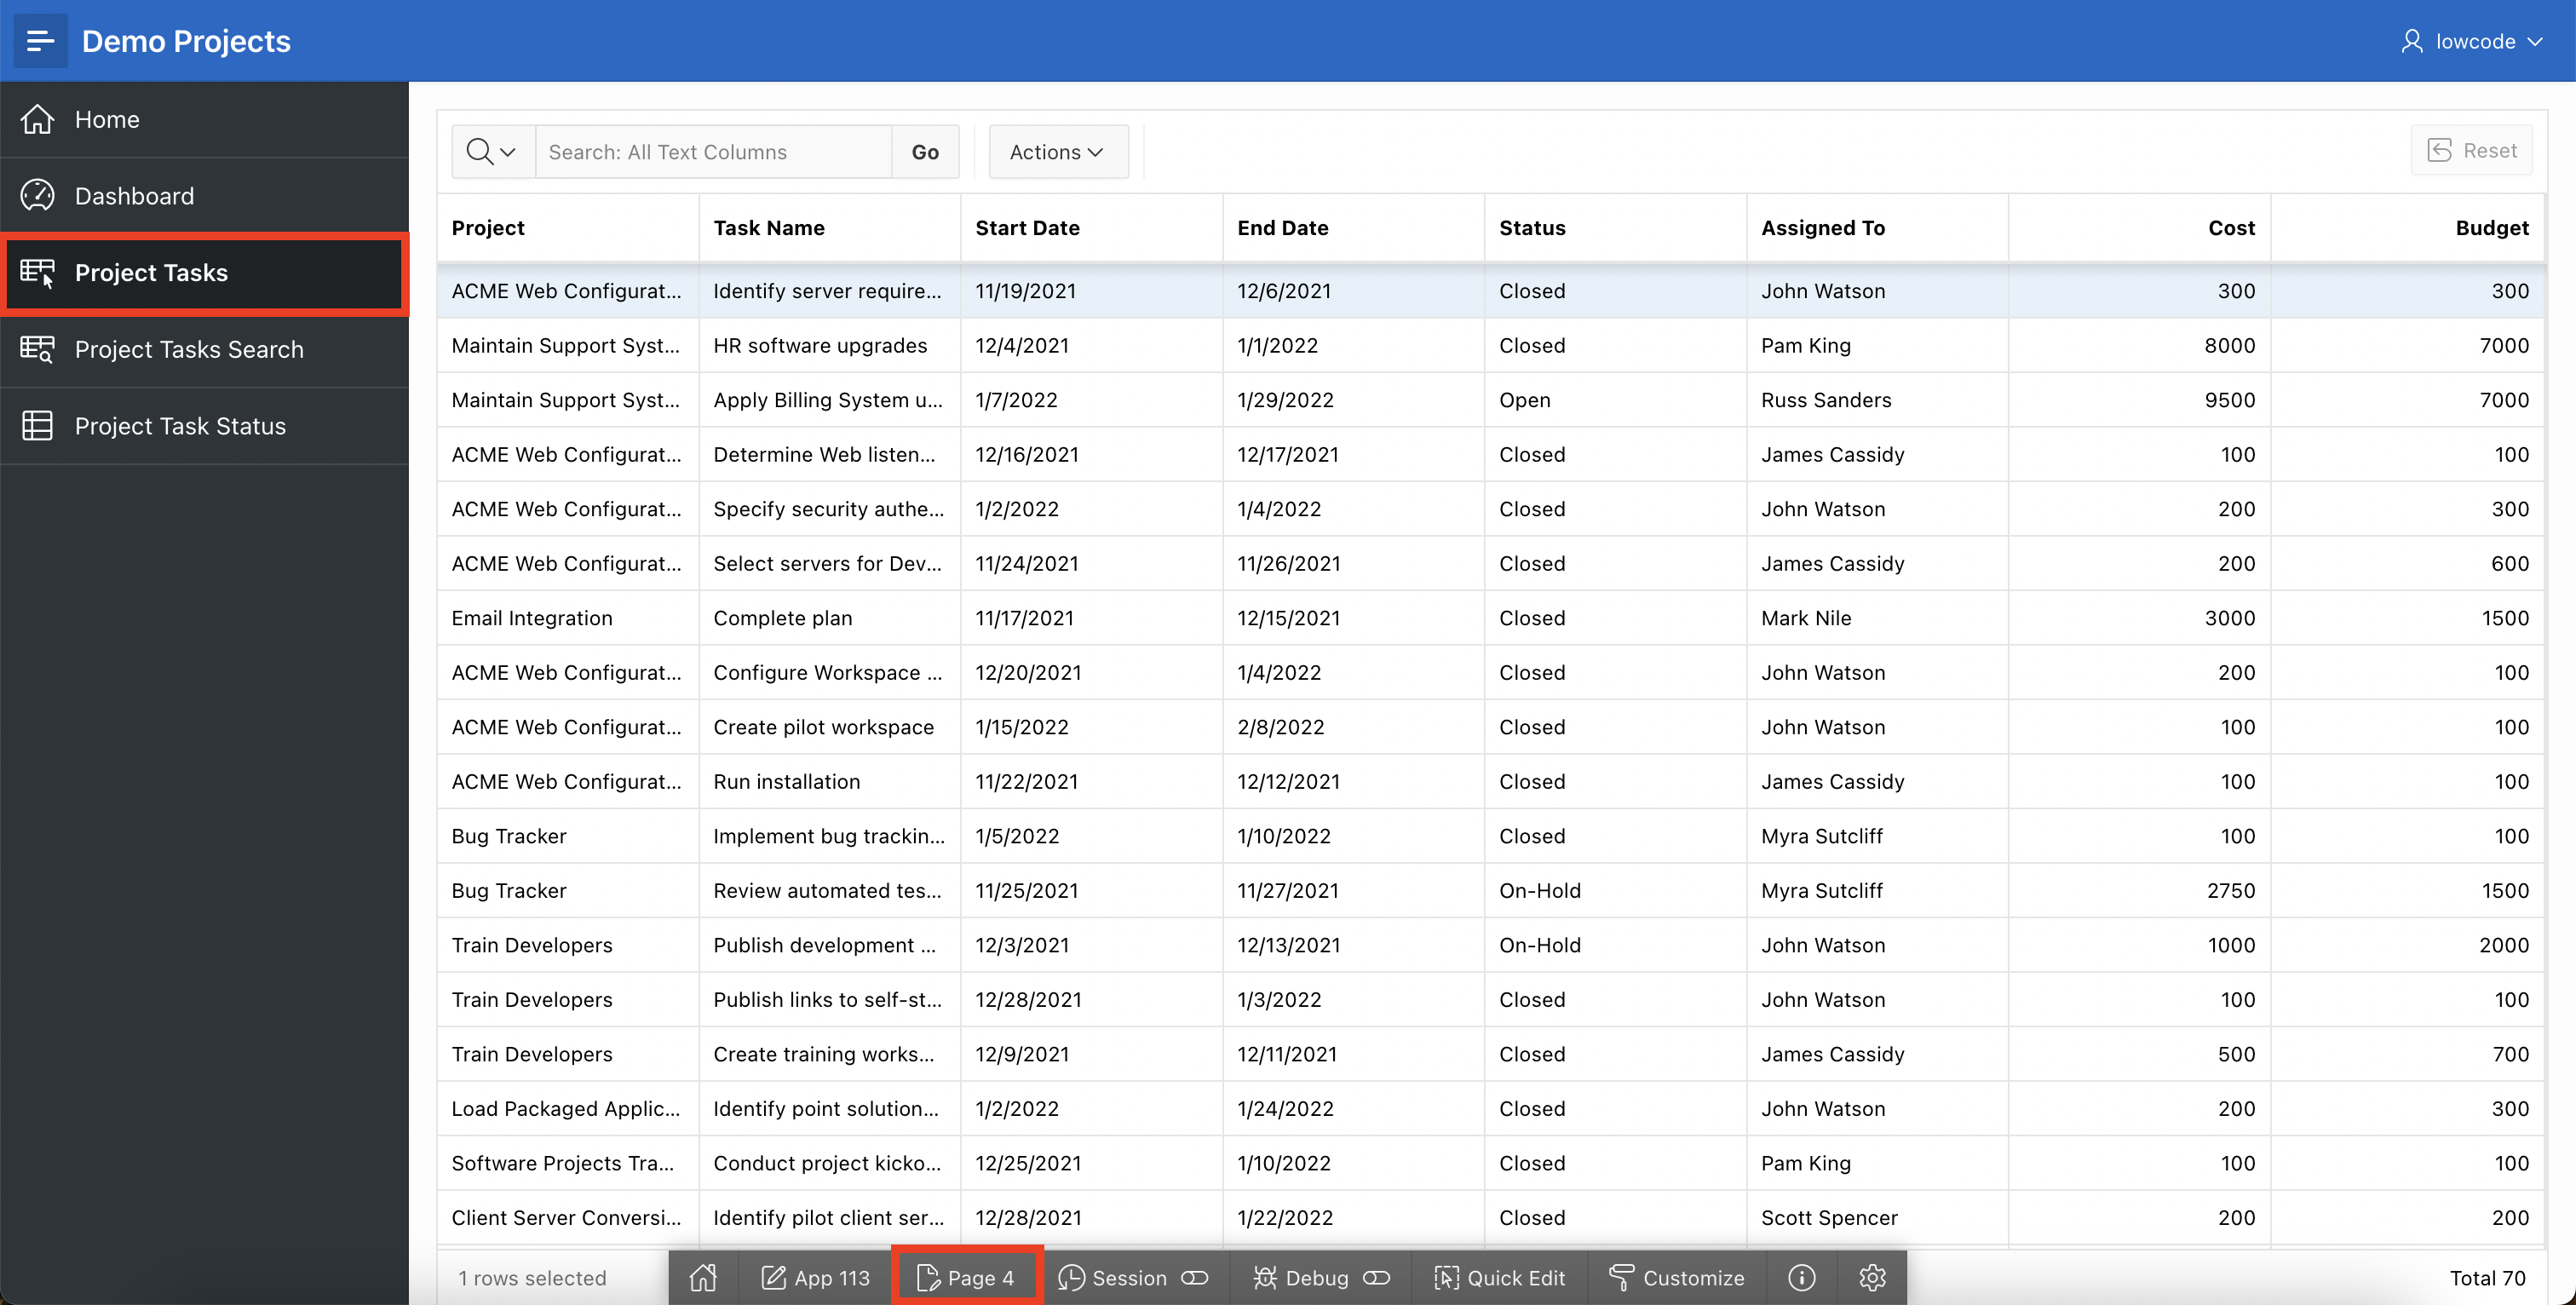 Demo Projects lowcode
Home
Dashboard
Project Tasks
Project Tasks Search
Project Task Status
Search: All Text Columns Go Actions Reset
Project Task Name Start Date End Date Status Assigned To Cost Budget
ACME Web Configurat... Identify server require... 11/19/2021 12/6/2021 Closed John Watson 300 300
Maintain Support Syst... HR software upgrades 12/4/2021 1/1/2022 Closed Pam King 8000 7000
Maintain Support Syst... Apply Billing System u... 1/7/2022 1/29/2022 Open Russ Sanders 9500 7000
ACME Web Configurat... Determine Web listen... 12/16/2021 12/17/2021 Closed James Cassidy 100 100
ACME Web Configurat... Specify security authe... 1/2/2022 1/4/2022 Closed John Watson 200 300
ACME Web Configurat... Select servers for Dev... 11/24/2021 11/26/2021 Closed James Cassidy 200 600
Email Integration Complete plan 11/17/2021 12/15/2021 Closed Mark Nile 3000 1500
ACME Web Configurat... Configure Workspace ... 12/20/2021 1/4/2022 Closed John Watson 200 100
ACME Web Configurat... Create pilot workspace 1/15/2022 2/8/2022 Closed John Watson 100 100
ACME Web Configurat... Run installation 11/22/2021 12/12/2021 Closed James Cassidy 100 100
Bug Tracker Implement bug trackin... 1/5/2022 1/10/2022 Closed Myra Sutcliff 100 100
Bug Tracker Review automated tes... 11/25/2021 11/27/2021 On-Hold Myra Sutcliff 2750 1500
Train Developers Publish development ... 12/3/2021 12/13/2021 On-Hold John Watson 1000 2000
Train Developers Publish links to self-st... 12/28/2021 1/3/2022 Closed John Watson 100 100
Train Developers Create training works... 12/9/2021 12/11/2021 Closed James Cassidy 500 700
Load Packaged Applic... Identify point solution... 1/2/2022 1/24/2022 Closed John Watson 200 300
Software Projects Tra... Conduct project kicko... 12/25/2021 1/10/2022 Closed Pam King 100 100
Client Server Conversi... Identify pilot client ser... 12/28/2021 1/22/2022 Closed Scott Spencer 200 200
1 rows selected App 113 Page 4 Session Debug Quick Edit Customize Total 70